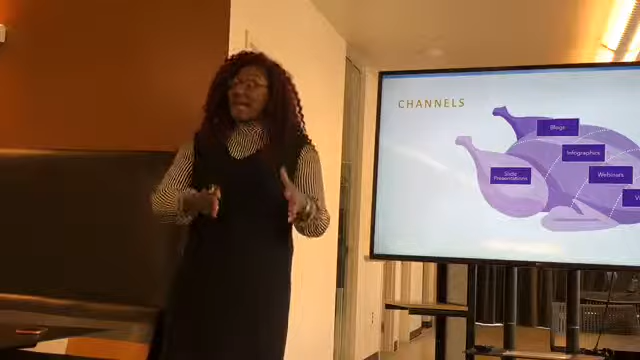 CHANNELS
Blogs
Infographics
Slide
Presentations
Webinars